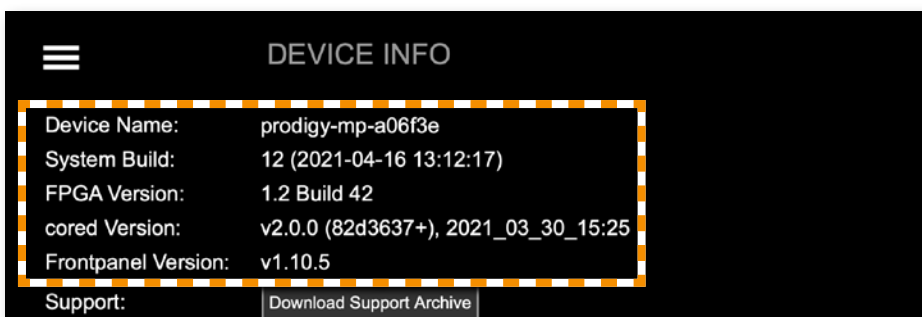 DEVICE INFO
Device Name: prodigy-mp-a06f3e
System Build: 12 (2021-04-16 13:12:17)
FPGA Version: 1.2 Build 42
cored Version: v2.0.0 (82d3637+), 2021_03_30_15:25
Frontpanel Version: v1.10.5
Support: Download Support Archive